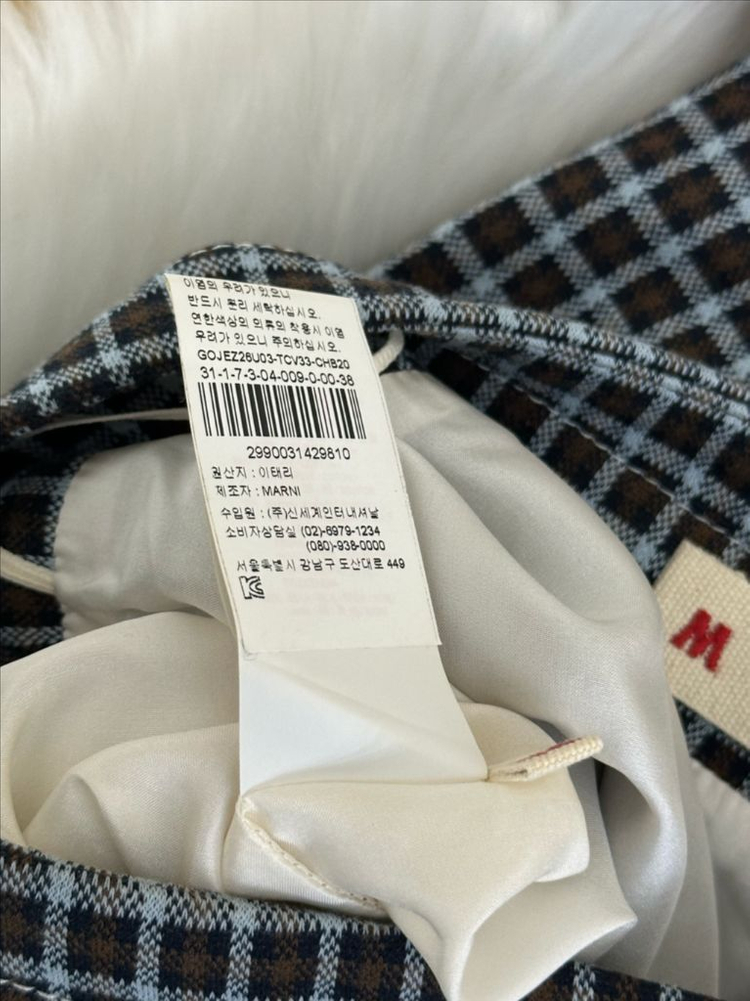 이염의 우려가 있으니
반드시 분리 세탁하십시오.
연한색상의 의류의 착용시 이염
우려가 있으니 주의하십시오.
GOJEZ26U03-TCV33-CHB20
31-1-7-3-04-009-0-00-38
2990031429810
원산지 : 이태리
제조자 : MARNI
수입원 : (주)신세계인터내셔날
소비자상담실 (02)-6979-1234
(080)-938-0000
서울특별시 강남구 도산대로 449
KC
M